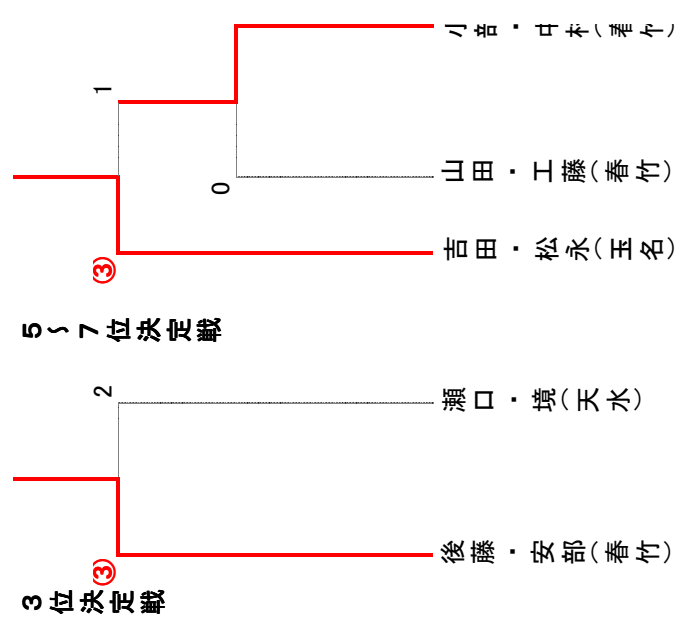 1
0
山田・工藤(春竹)
吉田・松永(玉名)
③
5～7位決定戦
2
瀬口・境(天水)
後藤・安部(春竹)
③
3位決定戦